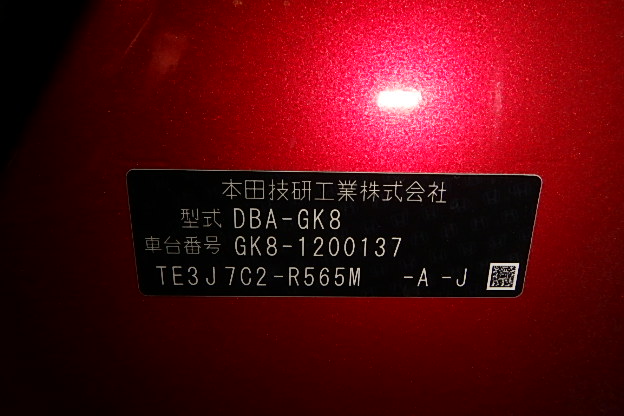 本田技研工業株式会社
型式 DBA-GK8
車台番号 GK8-1200137
TE3J7C2-R565M -A -J